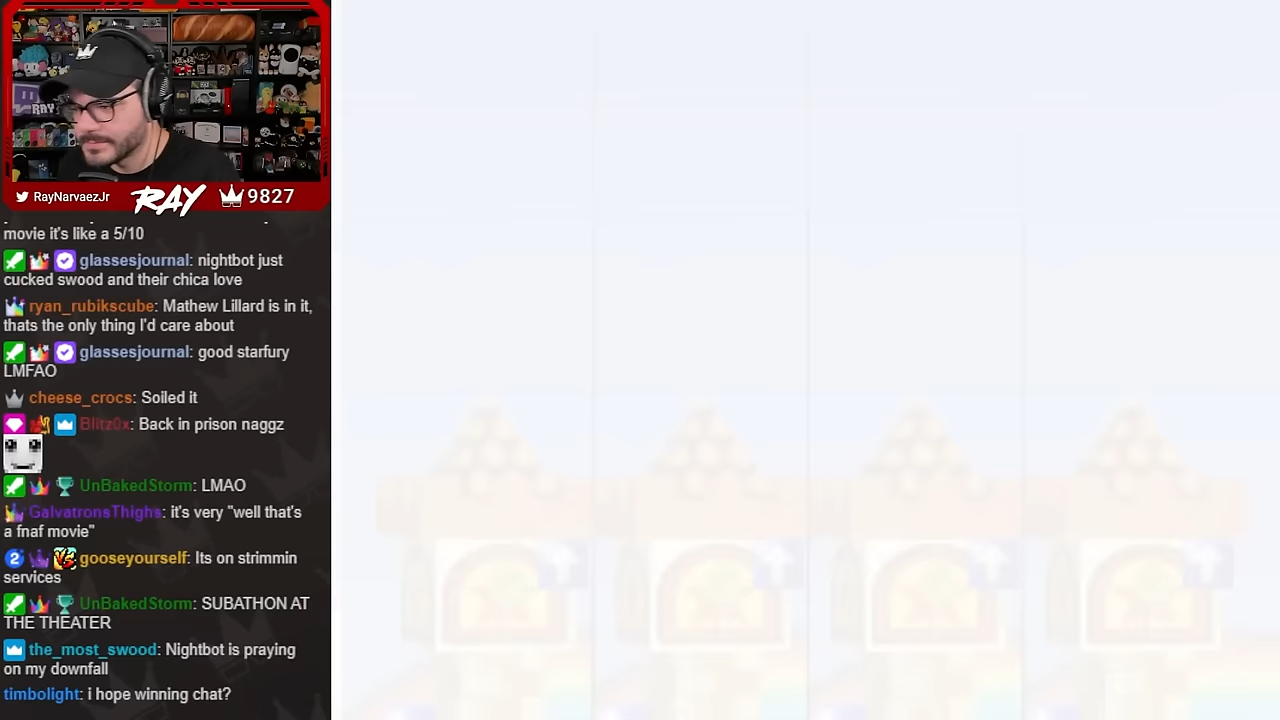 RAY
RayNarvaezJr
RAY
9827
movie it's like a 5/10
glassesjournal: nightbot just
cucked swood and their chica love
ryan_rubikscube: Mathew Lillard is in it,
thats the only thing I'd care about
glassesjournal: good starfury
LMFAO
cheese_crocs: Soiled it
Blitz0x: Back in prison naggz
UnBakedStorm: LMAO
GalvatronsThighs: it's very "well that's
a fnaf movie"
2 gooseyourself: Its on strimmin
services
UnBakedStorm: SUBATHON AT
THE THEATER
the_most_swood: Nightbot is praying
on my downfall
timbolight: i hope winning chat?